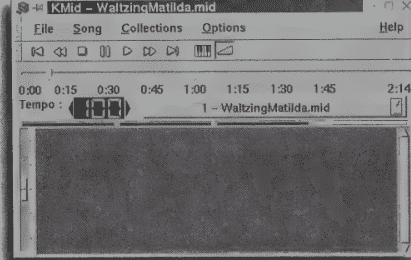 KMid - WaltzingMatilda.mid
File Song Collections Options Help
0:00 0:15 0:30 0:45 1:00 1:15 1:30 1:45 2:14
Tempo : 100 1 - WaltzingMatilda.mid